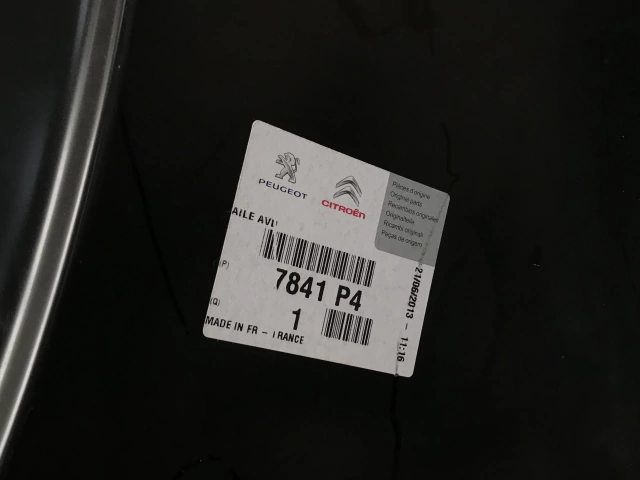 PEUGEOT
CITROËN
Pièces d'origine
Original parts
Recambios originales
Originalteile
Ricambi originali
Peças de origem
AILE AVD
(P)
7841 P4
(Q)
1
MADE IN FR - FRANCE
21/06/2013 - 11:16